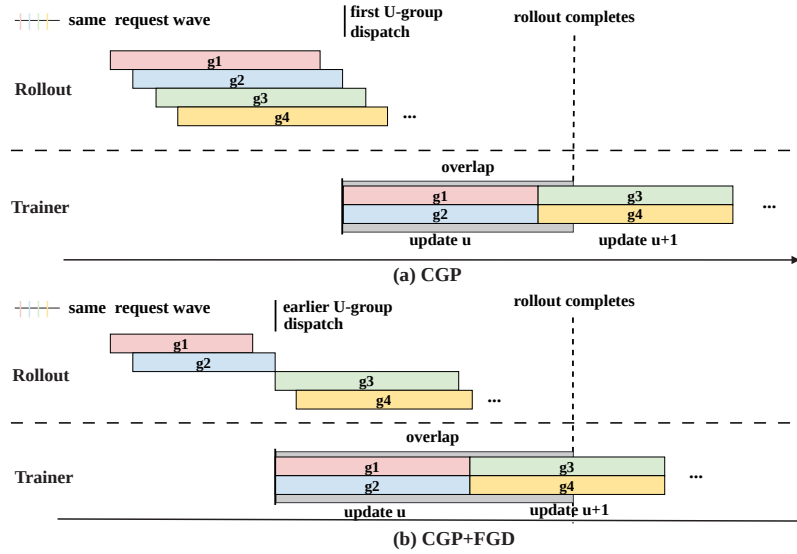 same request wave
first U-group
dispatch
rollout completes
Rollout
g1
g2
g3
g4
...
overlap
Trainer
g1
g3
...
g2
g4
update u
update u+1
(a) CGP
same request wave
earlier U-group
dispatch
rollout completes
Rollout
g1
g2
g3
g4
...
overlap
Trainer
g1
g3
...
g2
g4
update u
update u+1
(b) CGP+FGD